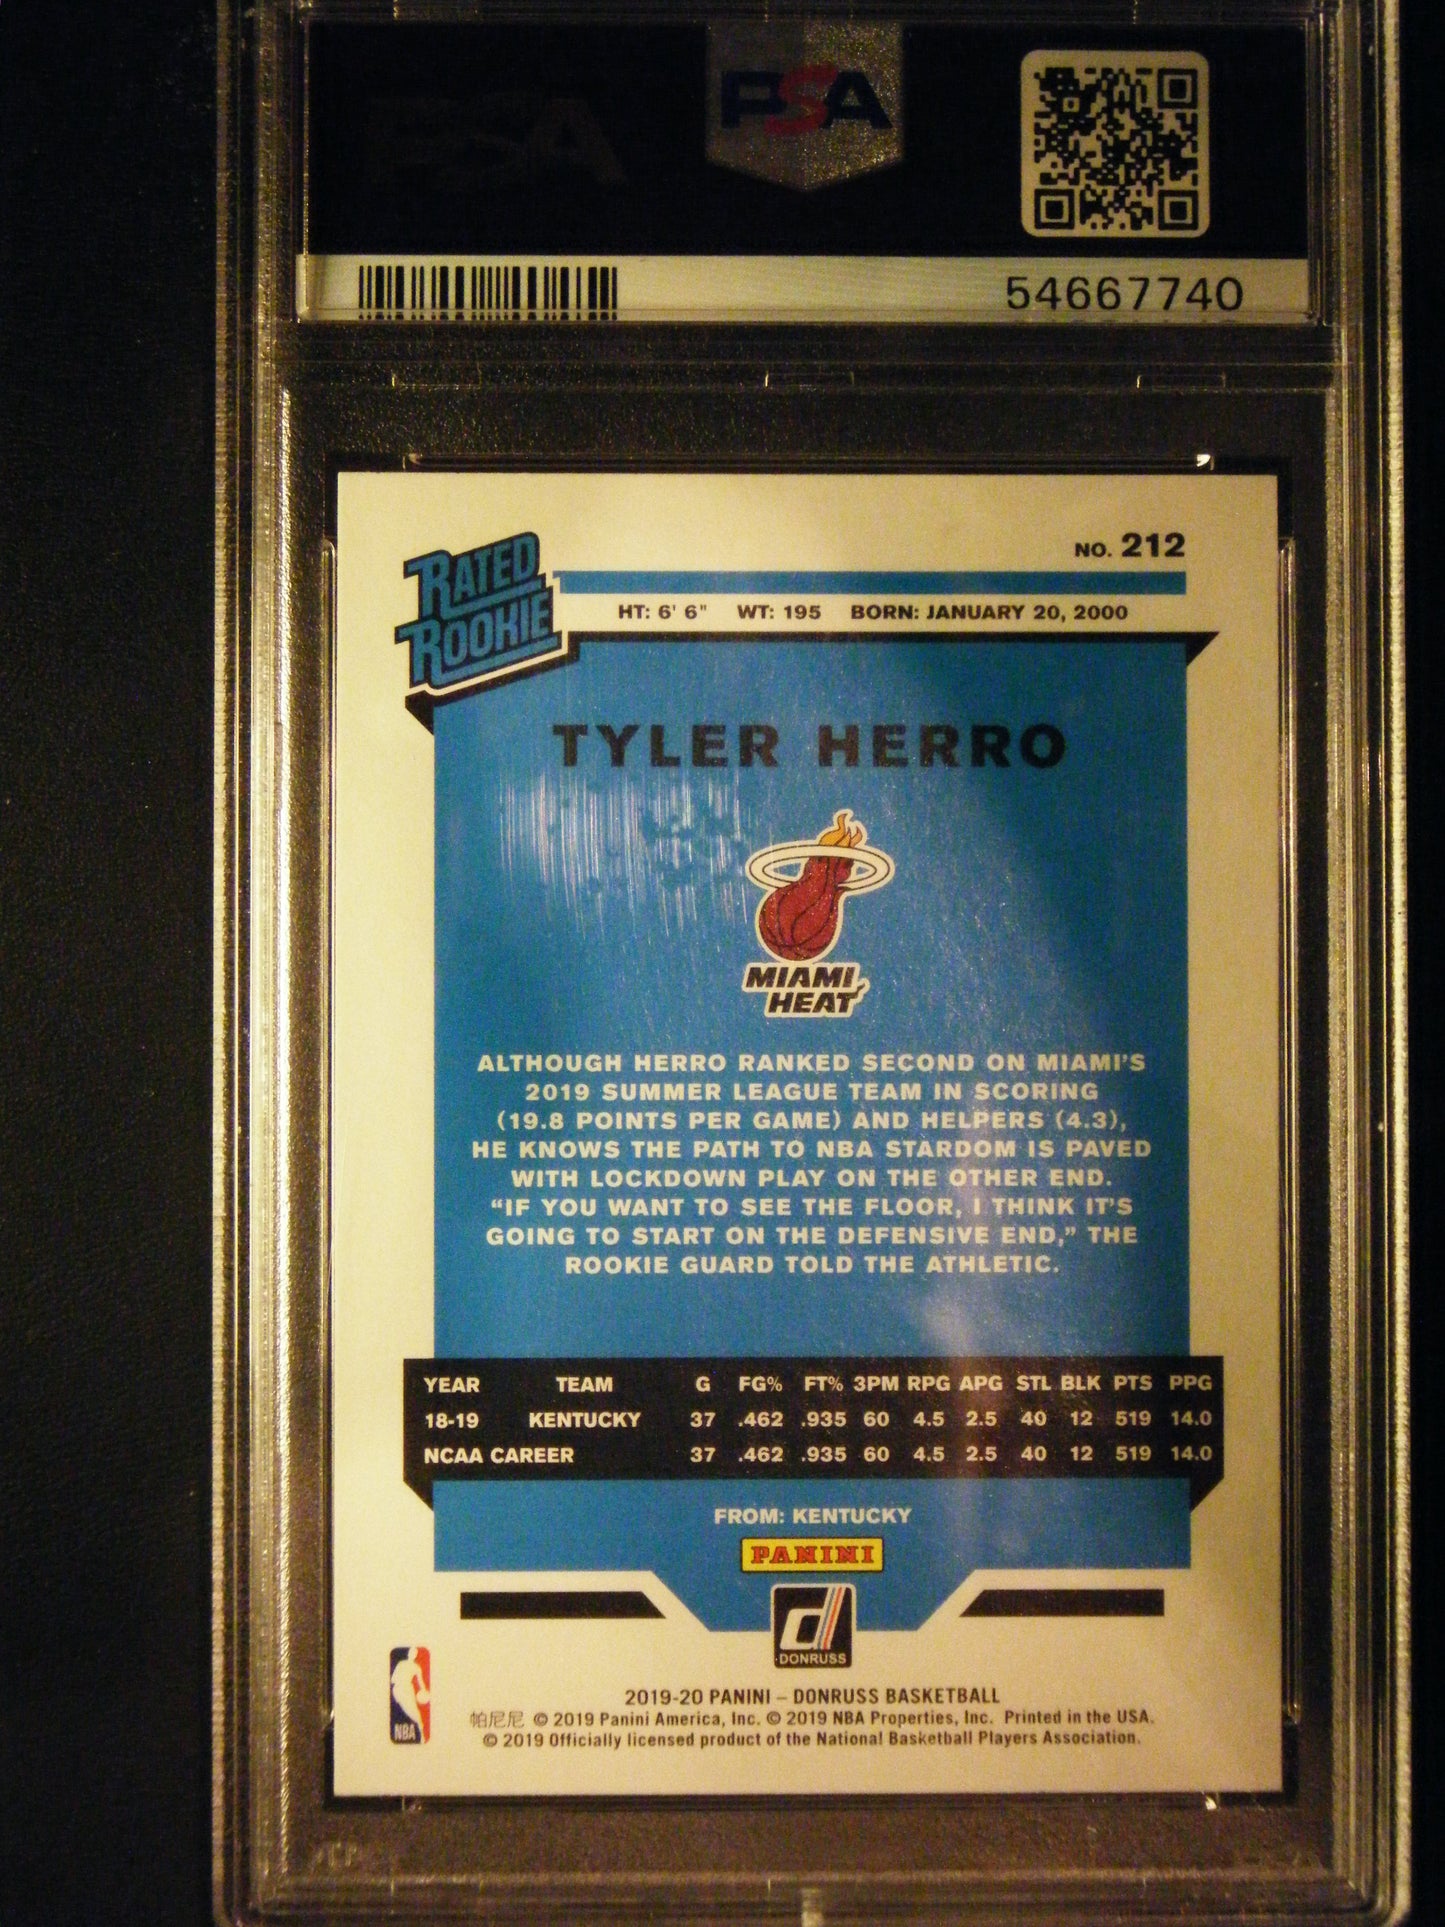 PSA
PSA
54667740
NO. 212
RATED
ROOKIE
HT: 6' 6" WT: 195 BORN: JANUARY 20, 2000
TYLER HERRO
MIAMI
HEAT
ALTHOUGH HERRO RANKED SECOND ON MIAMI'S
2019 SUMMER LEAGUE TEAM IN SCORING
(19.8 POINTS PER GAME) AND HELPERS (4.3),
HE KNOWS THE PATH TO NBA STARDOM IS PAVED
WITH LOCKDOWN PLAY ON THE OTHER END.
“IF YOU WANT TO SEE THE FLOOR, I THINK IT'S
GOING TO START ON THE DEFENSIVE END,” THE
ROOKIE GUARD TOLD THE ATHLETIC.
YEAR TEAM G FG% FT% 3PM RPG APG STL BLK PTS PPG
18-19 KENTUCKY 37 .462 .935 60 4.5 2.5 40 12 519 14.0
NCAA CAREER 37 .462 .935 60 4.5 2.5 40 12 519 14.0
FROM: KENTUCKY
PANINI
d
DONRUSS
NBA
2019-20 PANINI – DONRUSS BASKETBALL
帕尼尼 © 2019 Panini America, Inc. © 2019 NBA Properties, Inc. Printed in the USA.
© 2019 Officially licensed product of the National Basketball Players Association.